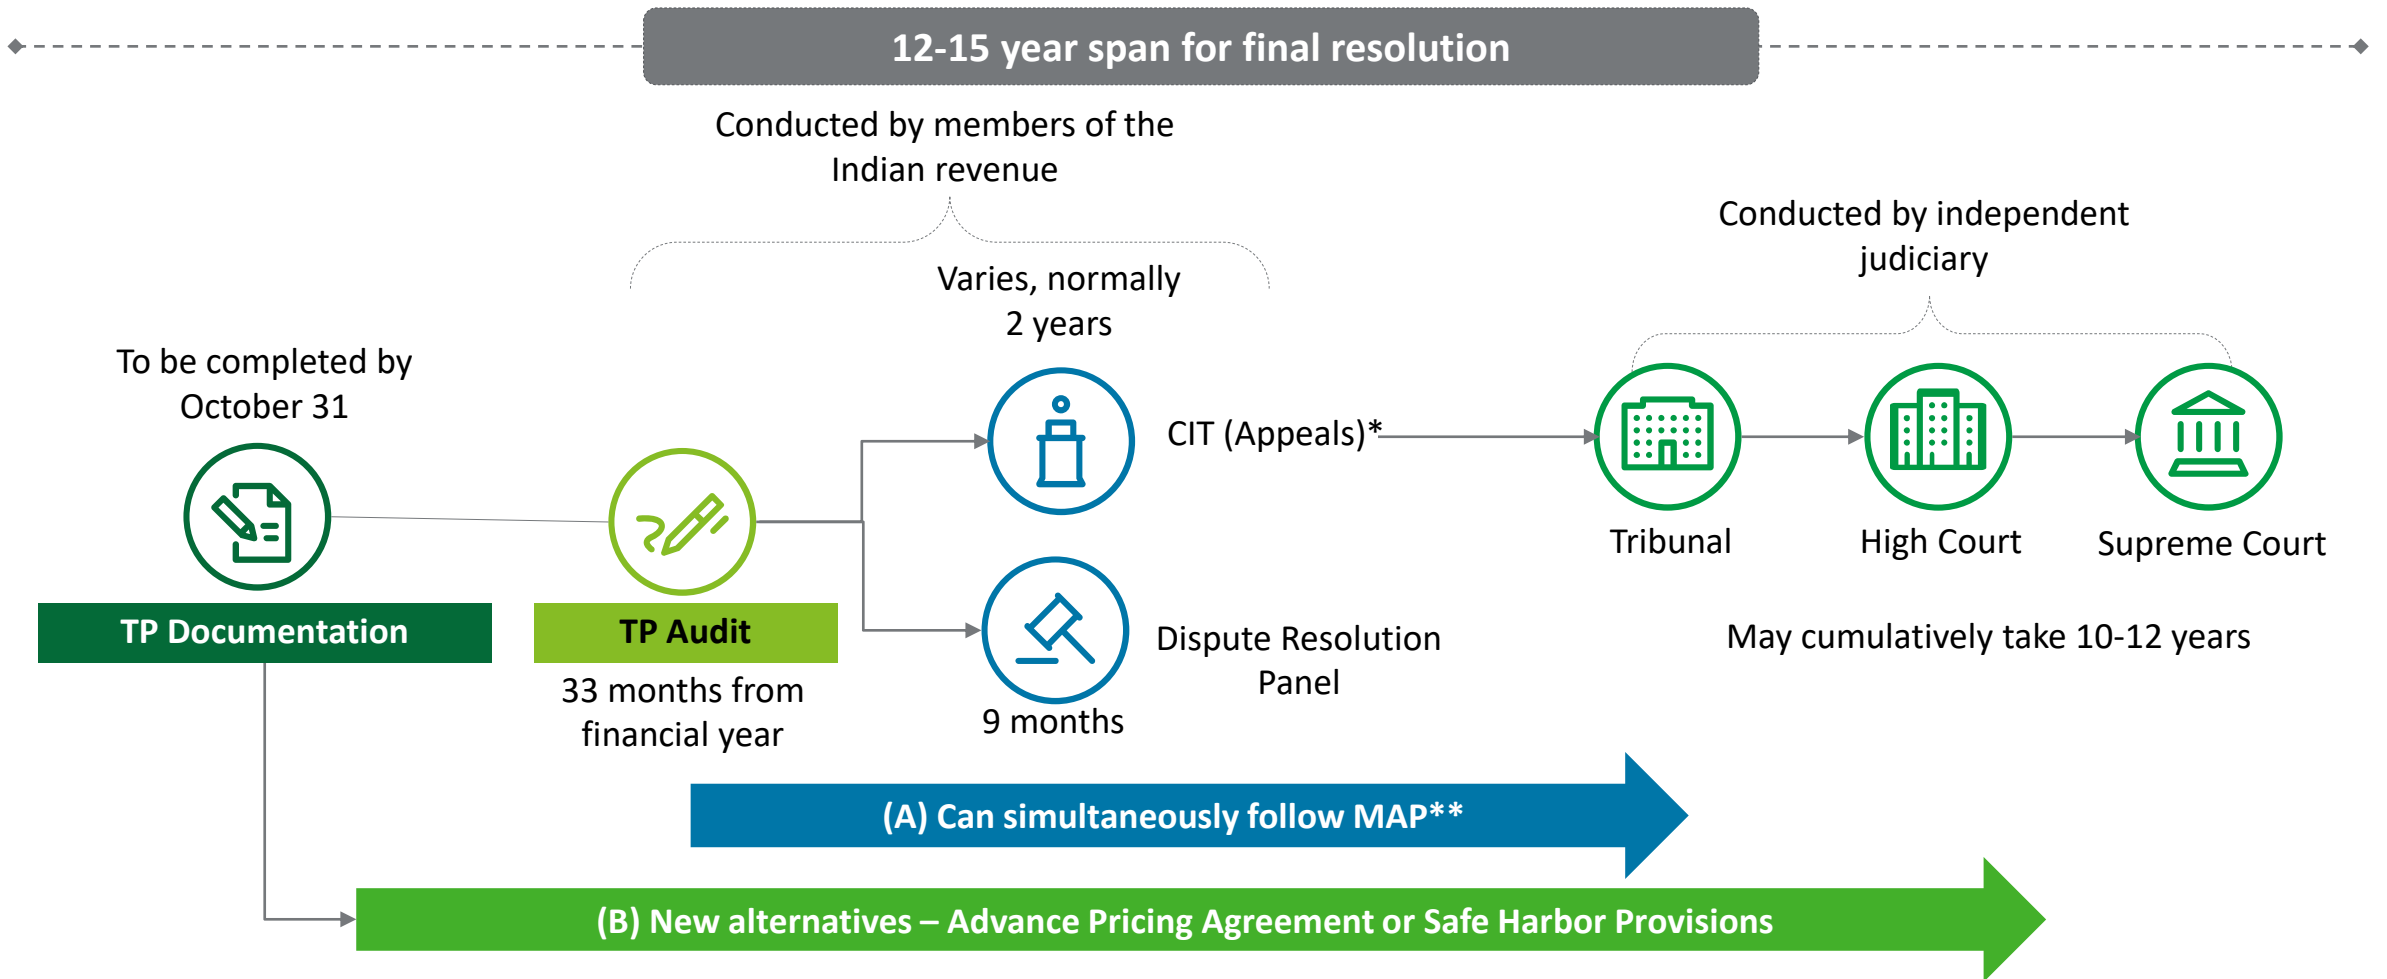 12-15 year span for final resolution
Conducted by members of the
Indian revenue
Conducted by independent
judiciary
Varies, normally
2 years
To be completed by
October 31
CIT (Appeals)*
Tribunal
High Court
Supreme Court
TP Documentation
TP Audit
Dispute Resolution
Panel
May cumulatively take 10-12 years
33 months from
financial year
9 months
(A) Can simultaneously follow MAP**
(B) New alternatives – Advance Pricing Agreement or Safe Harbor Provisions